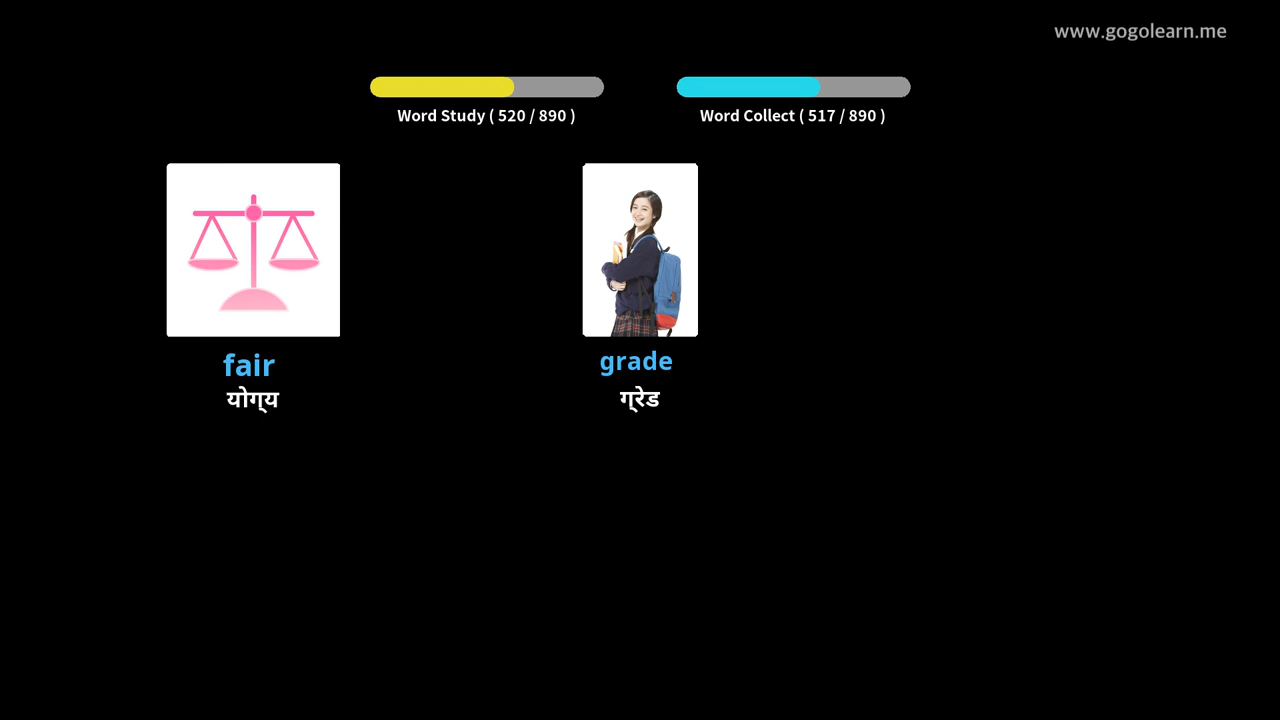 www.gogolearn.me
Word Study ( 520 / 890 )
Word Collect ( 517 / 890 )
fair
योग्य
grade
ग्रेड